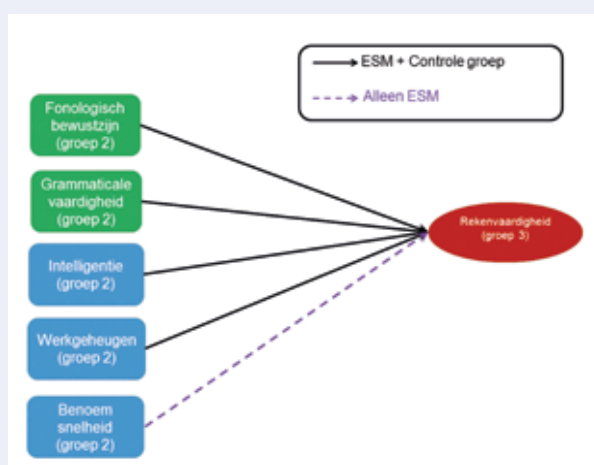 ESM + Controle groep
Alleen ESM
Fonologisch
bewustzijn
(groep 2)
Grammaticale
vaardigheid
(groep 2)
Intelligentie
(groep 2)
Werkgeheugen
(groep 2)
Benoem
snelheid
(groep 2)
Rekenvaardigheid
(groep 3)